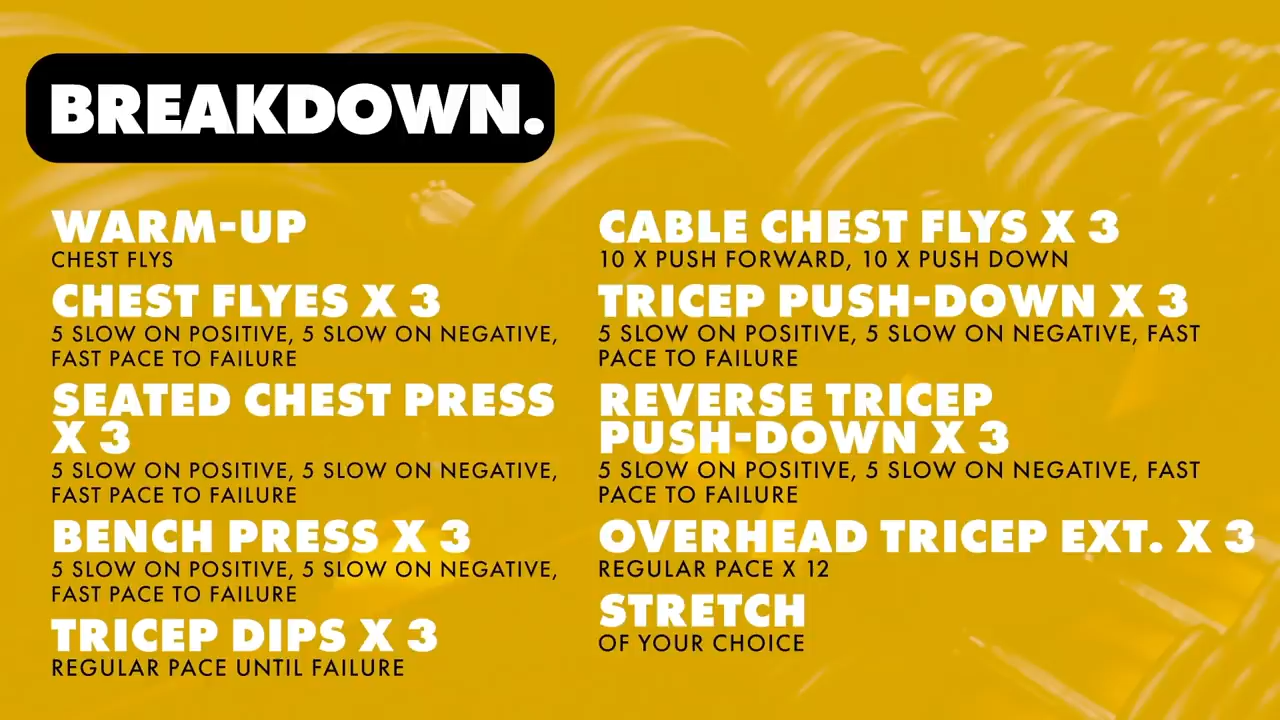 BREAKDOWN.
WARM-UP
CHEST FLYS
CHEST FLYES X 3
5 SLOW ON POSITIVE, 5 SLOW ON NEGATIVE,
FAST PACE TO FAILURE
SEATED CHEST PRESS
X 3
5 SLOW ON POSITIVE, 5 SLOW ON NEGATIVE,
FAST PACE TO FAILURE
BENCH PRESS X 3
5 SLOW ON POSITIVE, 5 SLOW ON NEGATIVE,
FAST PACE TO FAILURE
TRICEP DIPS X 3
REGULAR PACE UNTIL FAILURE
CABLE CHEST FLYS X 3
10 X PUSH FORWARD, 10 X PUSH DOWN
TRICEP PUSH-DOWN X 3
5 SLOW ON POSITIVE, 5 SLOW ON NEGATIVE, FAST
PACE TO FAILURE
REVERSE TRICEP
PUSH-DOWN X 3
5 SLOW ON POSITIVE, 5 SLOW ON NEGATIVE, FAST
PACE TO FAILURE
OVERHEAD TRICEP EXT. X 3
REGULAR PACE X 12
STRETCH
OF YOUR CHOICE